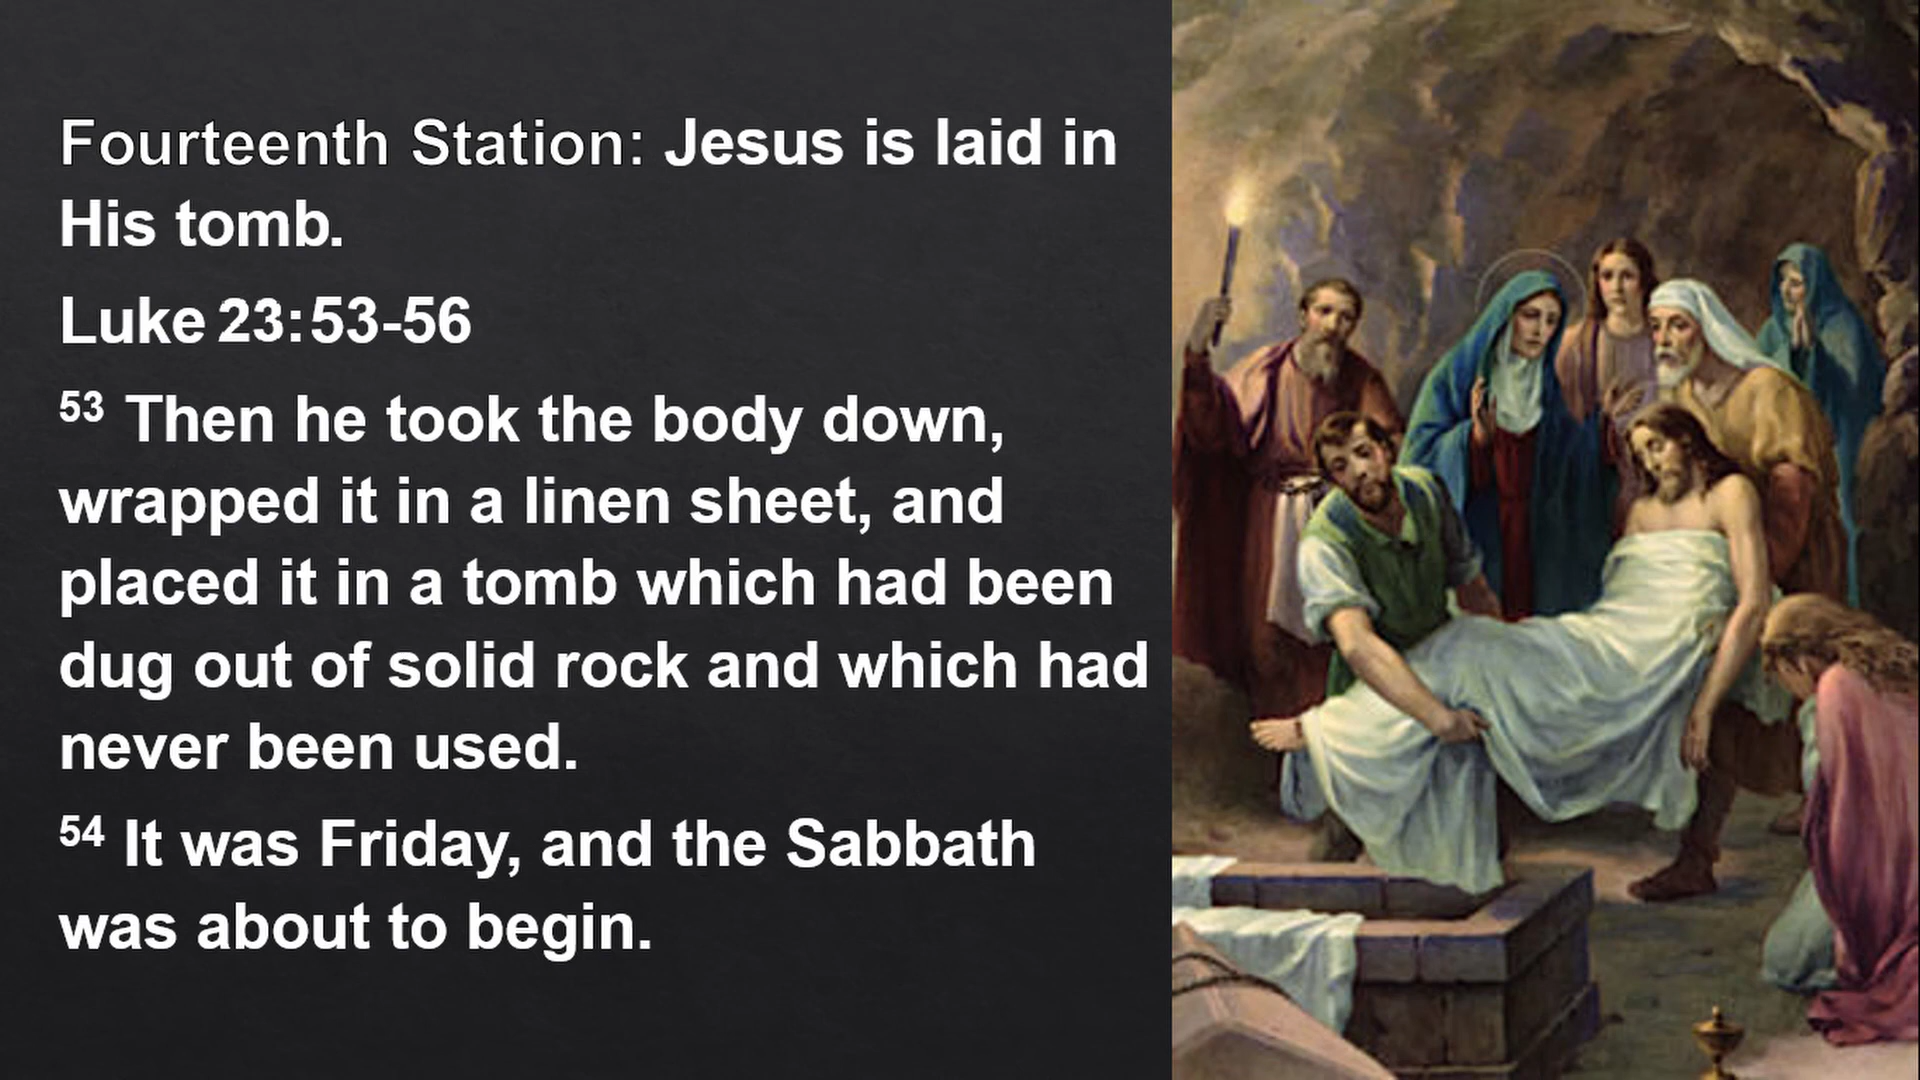 Fourteenth Station: Jesus is laid in
His tomb.
Luke 23:53-56
53 Then he took the body down,
wrapped it in a linen sheet, and
placed it in a tomb which had been
dug out of solid rock and which had
never been used.
54 It was Friday, and the Sabbath
was about to begin.